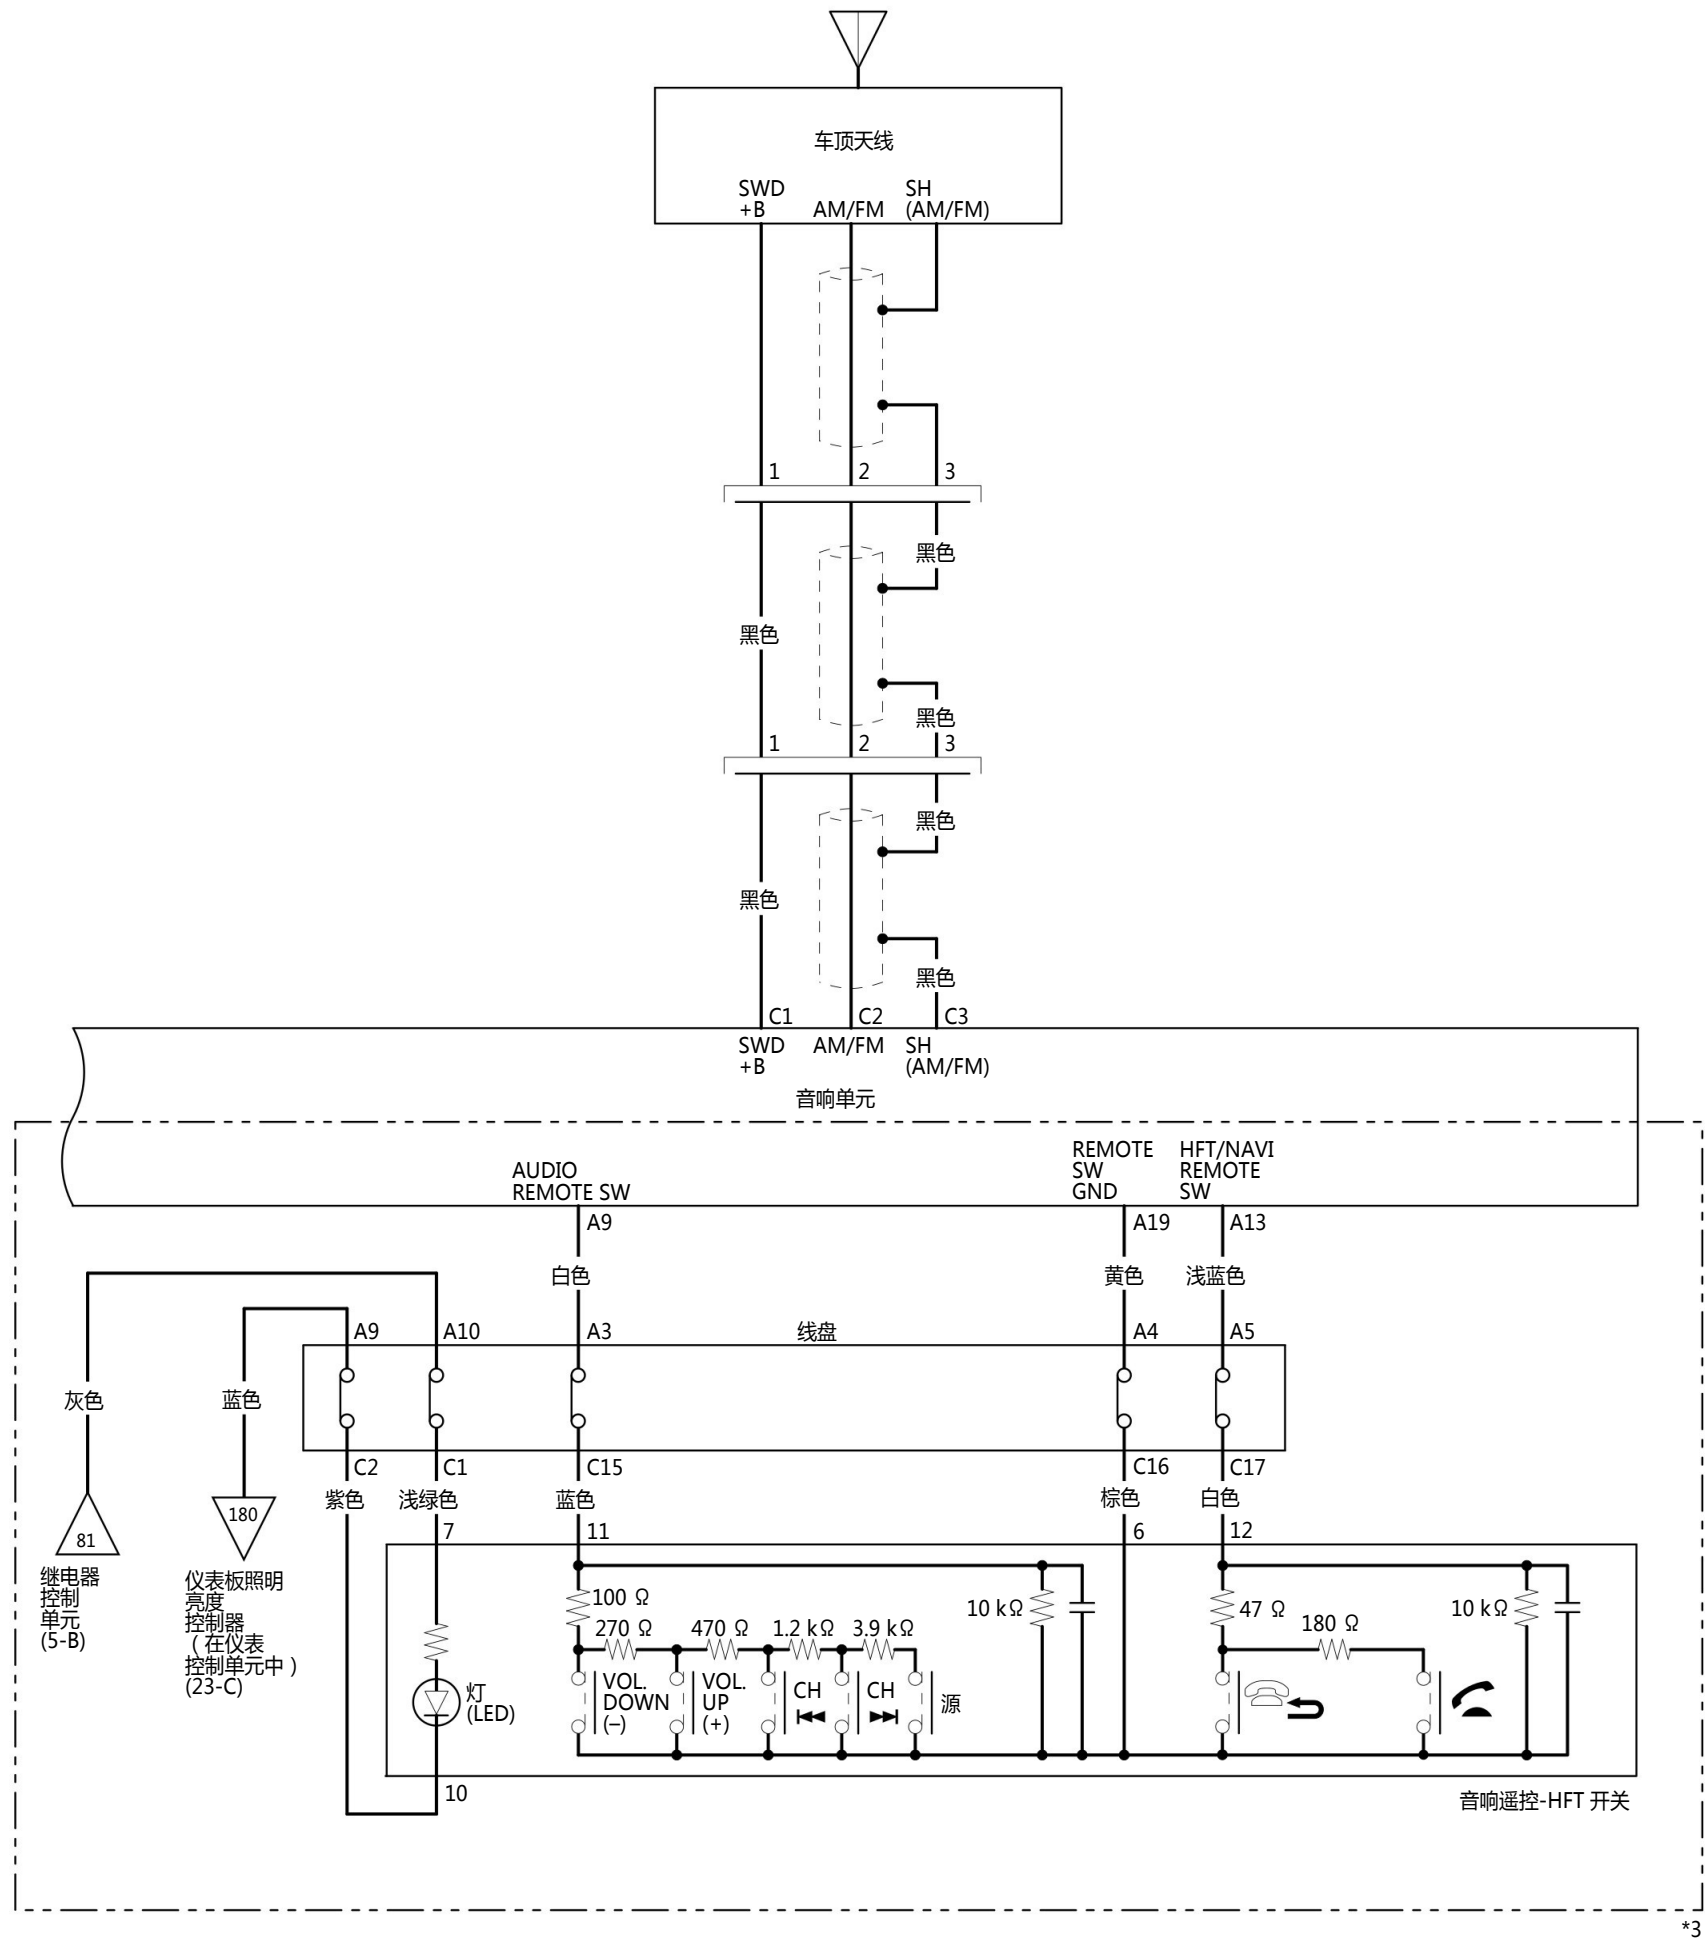 车顶天线
SWD
+B
AM/FM
SH
(AM/FM)
1
2
3
黑色
黑色
黑色
1
2
3
黑色
黑色
黑色
C1
C2
C3
SWD
+B
AM/FM
SH
(AM/FM)
音响单元
AUDIO
REMOTE SW
REMOTE
SW
GND
HFT/NAVI
REMOTE
SW
A9
A19
A13
白色
黄色
浅蓝色
A9
A10
A3
线盘
A4
A5
灰色
蓝色
C2
C1
C15
C16
C17
紫色
浅绿色
蓝色
棕色
白色
81
180
7
11
6
12
继电器
控制
单元
(5-B)
仪表板照明
亮度
控制器
(在仪表
控制单元中)
(23-C)
100 Ω
270 Ω
470 Ω
1.2 kΩ
3.9 kΩ
10 kΩ
47 Ω
180 Ω
10 kΩ
灯
(LED)
VOL.
DOWN
(–)
VOL.
UP
(+)
CH
CH
源
10
音响遥控-HFT 开关
*3